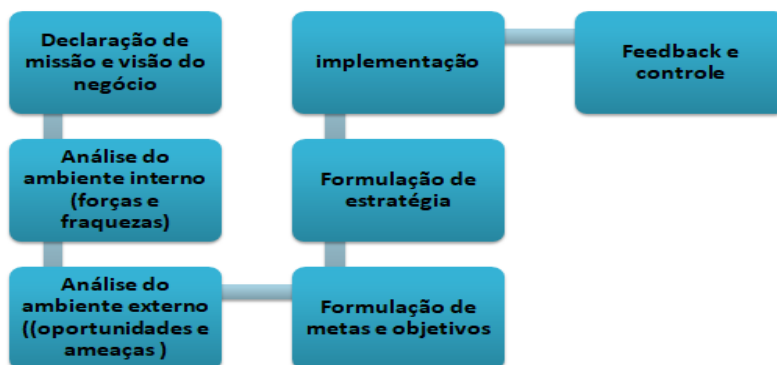 Declaração de
missão e visão do
negócio
Análise do
ambiente interno
(forças e
fraquezas)
Análise do
ambiente externo
((oportunidades e
ameaças )
Formulação de
metas e objetivos
Formulação de
estratégia
implementação
Feedback e
controle